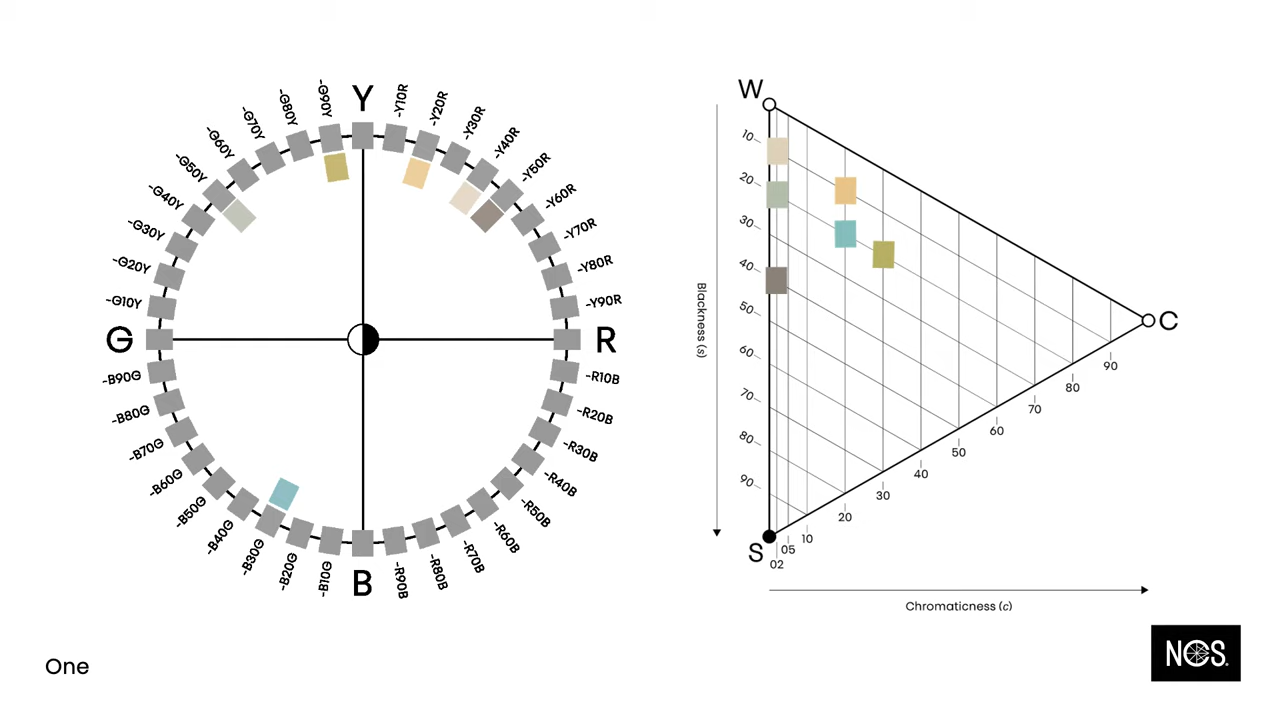 Y
-Y10R
-Y20R
-Y30R
-Y40R
-Y50R
-Y60R
-Y70R
-Y80R
-Y90R
R
-R10B
-R20B
-R30B
-R40B
-R50B
-R60B
-R70B
-R80B
-R90B
B
-B10G
-B20G
-B30G
-B40G
-B50G
-B60G
-B70G
-B80G
-B90G
G
-G10Y
-G20Y
-G30Y
-G40Y
-G50Y
-G60Y
-G70Y
-G80Y
-G90Y
W
10
20
30
40
50
60
70
80
90
S
C
02
05
10
20
30
40
50
60
70
80
90
Blackness (s)
Chromaticness (c)
One
NCS